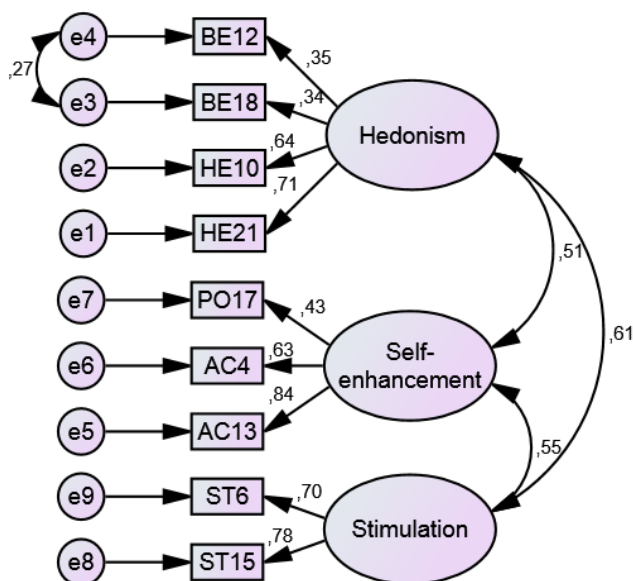 e4
BE12
,35
,27
e3
BE18
,34
Hedonism
e2
HE10
,64
e1
HE21
,71
,51
e7
PO17
,43
,61
e6
AC4
,63
Self-
enhancement
e5
AC13
,84
,55
e9
ST6
,70
Stimulation
e8
ST15
,78